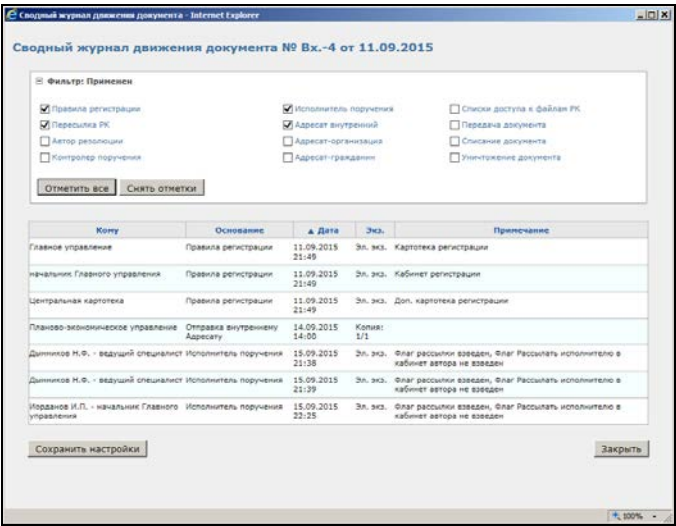 Сводный журнал движения документа - Internet Explorer
Сводный журнал движения документа № Вх.-4 от 11.09.2015
Фильтр: Применен
Правила регистрации Исполнитель поручения Списки доступа к файлам РК
Пересылка РК Адресат внутренний Передача документа
Автор резолюции Адресат-организация Списание документа
Контролер поручения Адресат-гражданин Уничтожение документа
Отметить все Снять отметки
Кому Основание ▲ Дата Экз. Примечание
Главное управление Правила регистрации 11.09.2015 Эл. экз. Картотека регистрации
21:49
начальник Главного управления Правила регистрации 11.09.2015 Эл. экз. Кабинет регистрации
21:49
Центральная картотека Правила регистрации 11.09.2015 Эл. экз. Доп. картотека регистрации
21:49
Планово-экономическое управление Отправка внутреннему 14.09.2015 Копия:
Адресату 14:00 1/1
Дынников Н.Ф. - ведущий специалист Исполнитель поручения 15.09.2015 Эл. экз. Флаг рассылки взведен, Флаг Рассылать исполнителю в
21:38 кабинет автора не взведен
Дынников Н.Ф. - ведущий специалист Исполнитель поручения 15.09.2015 Эл. экз. Флаг рассылки взведен, Флаг Рассылать исполнителю в
21:39 кабинет автора не взведен
Иорданов И.П. - начальник Главного Исполнитель поручения 15.09.2015 Эл. экз. Флаг рассылки взведен, Флаг Рассылать исполнителю в
управления 22:25 кабинет автора не взведен
Сохранить настройки Закрыть
100%